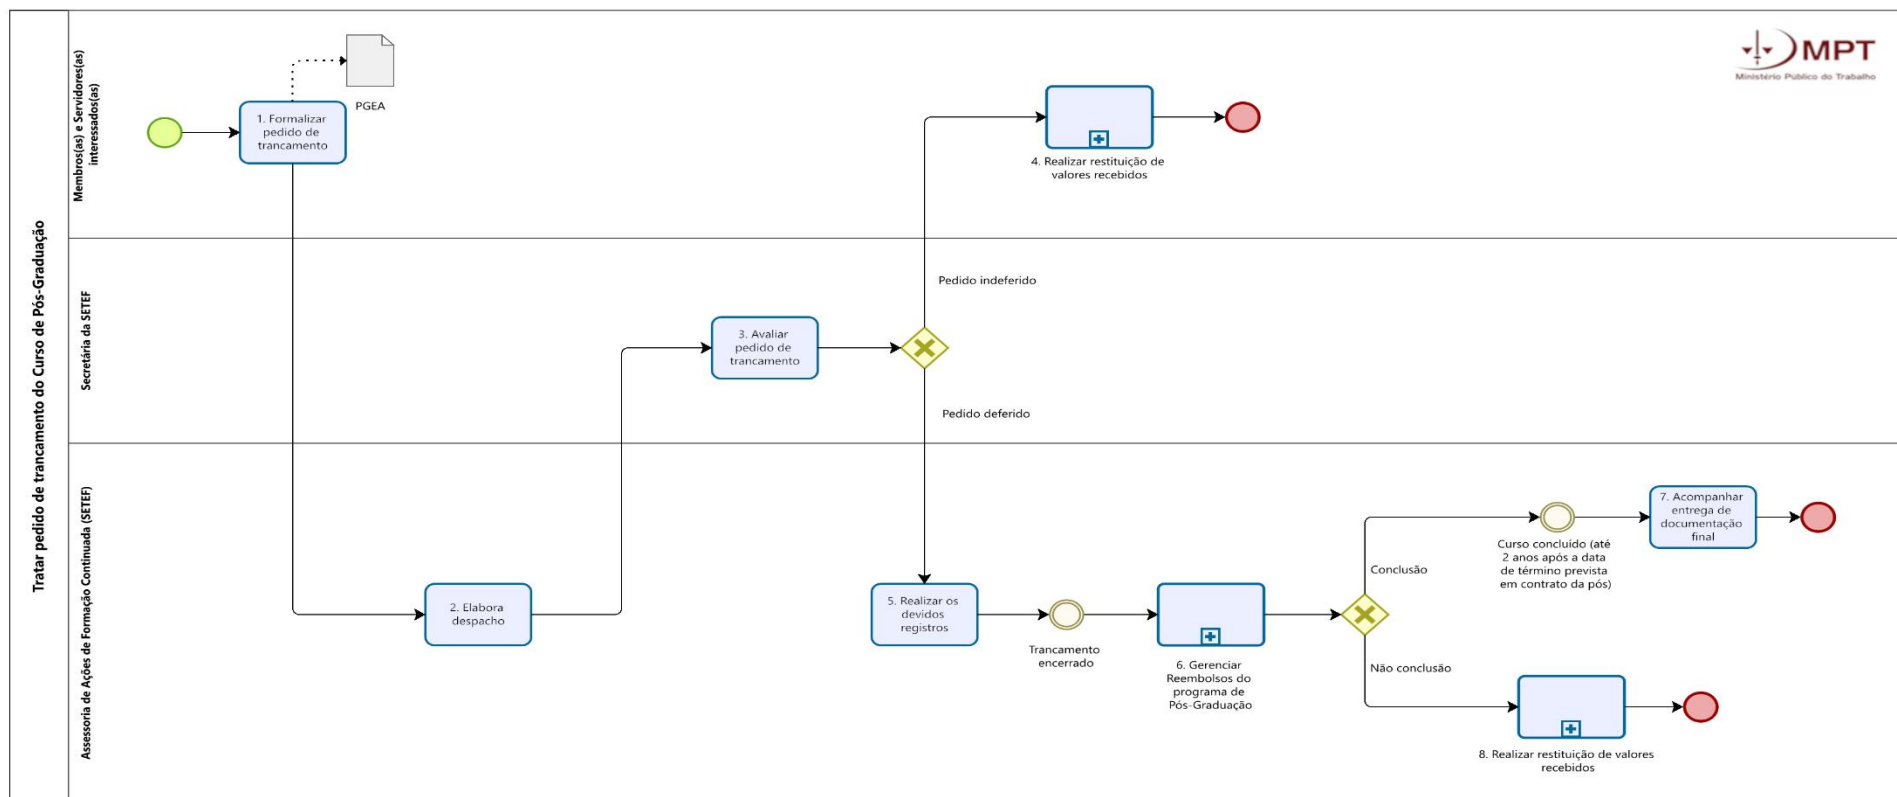 Tratar pedido de trancamento do Curso de Pós-Graduação
Membros(as) e Servidores(as)
interessados(as)
PGEA
1. Formalizar
pedido de
trancamento
4. Realizar restituição de
valores recebidos
MPT
Ministério Público do Trabalho
Secretária da SETEF
3. Avaliar
pedido de
trancamento
Pedido indeferido
Pedido deferido
Assessoria de Ações de Formação Continuada (SETEF)
2. Elabora
despacho
5. Realizar os
devidos
registros
Trancamento
encerrado
6. Gerenciar
Reembolsos do
programa de
Pós-Graduação
Conclusão
Não conclusão
Curso concluído (até
2 anos após a data
de término prevista
em contrato da pós)
7. Acompanhar
entrega de
documentação
final
8. Realizar restituição de valores
recebidos